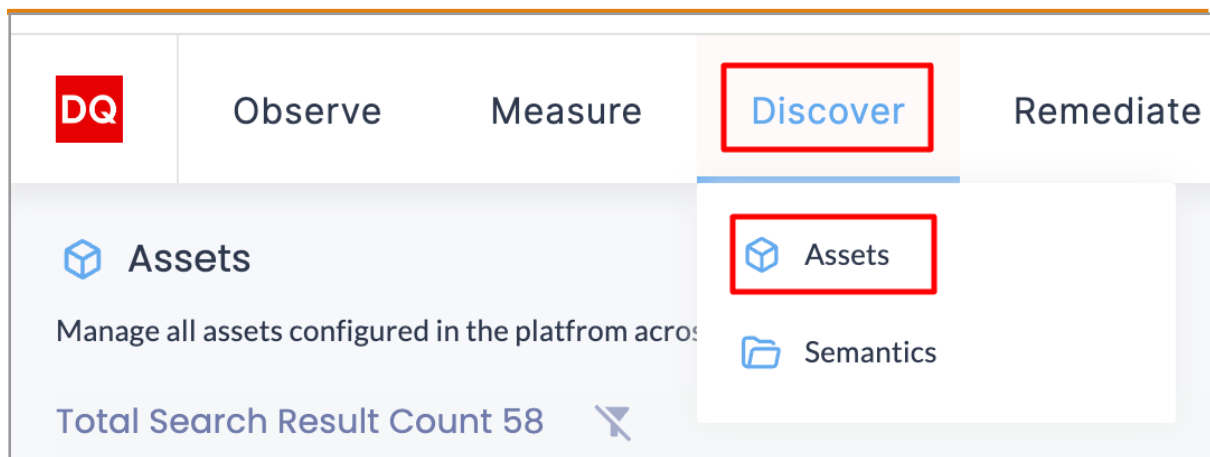 DQ Observe Measure Discover Remediate
Assets
Assets
Manage all assets configured in the platfrom acros
Semantics
Total Search Result Count 58